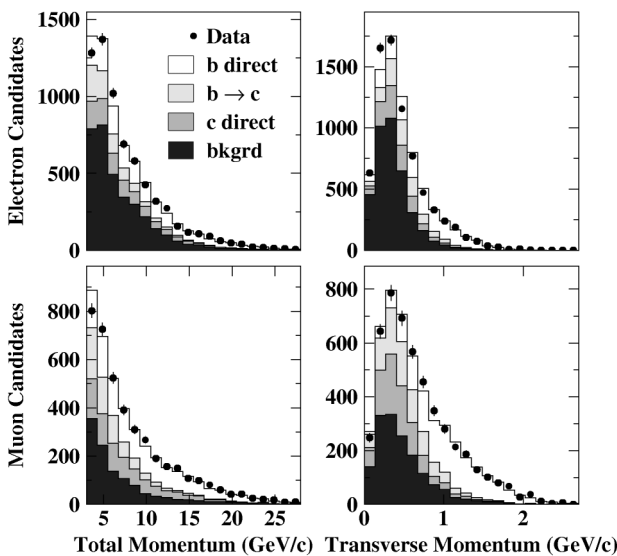 1500
1000
500
0
Electron Candidates
Data
b direct
b → c
c direct
bkgrd
1500
1000
500
0
800
600
400
200
0
Muon Candidates
5 10 15 20 25
Total Momentum (GeV/c)
800
600
400
200
0
0 1 2
Transverse Momentum (GeV/c)